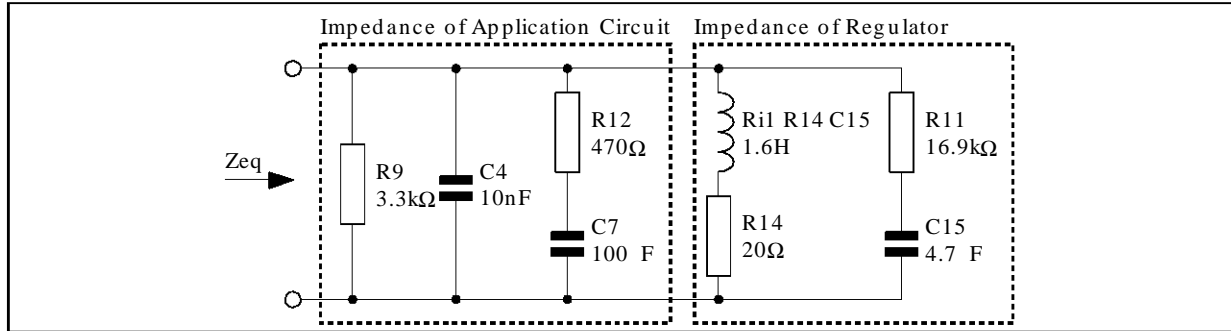 Impedance of Application Circuit
Impedance of Regulator
Zeq
R9
3.3kΩ
C4
10nF
R12
470Ω
C7
100 F
Ri1 R14 C15
1.6H
R14
20Ω
R11
16.9kΩ
C15
4.7 F